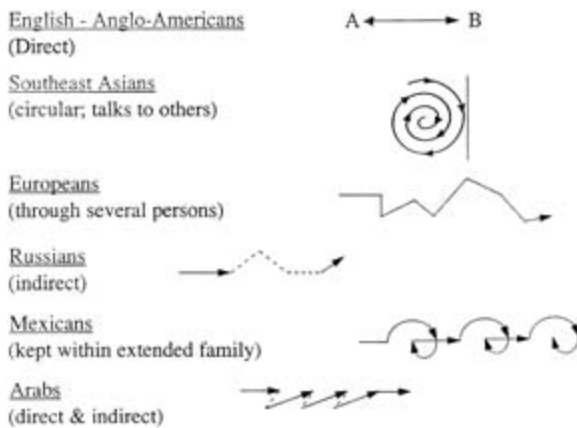 English - Anglo-Americans A B
(Direct)
Southeast Asians
(circular; talks to others)
Europeans
(through several persons)
Russians
(indirect)
Mexicans
(kept within extended family)
Arabs
(direct & indirect)